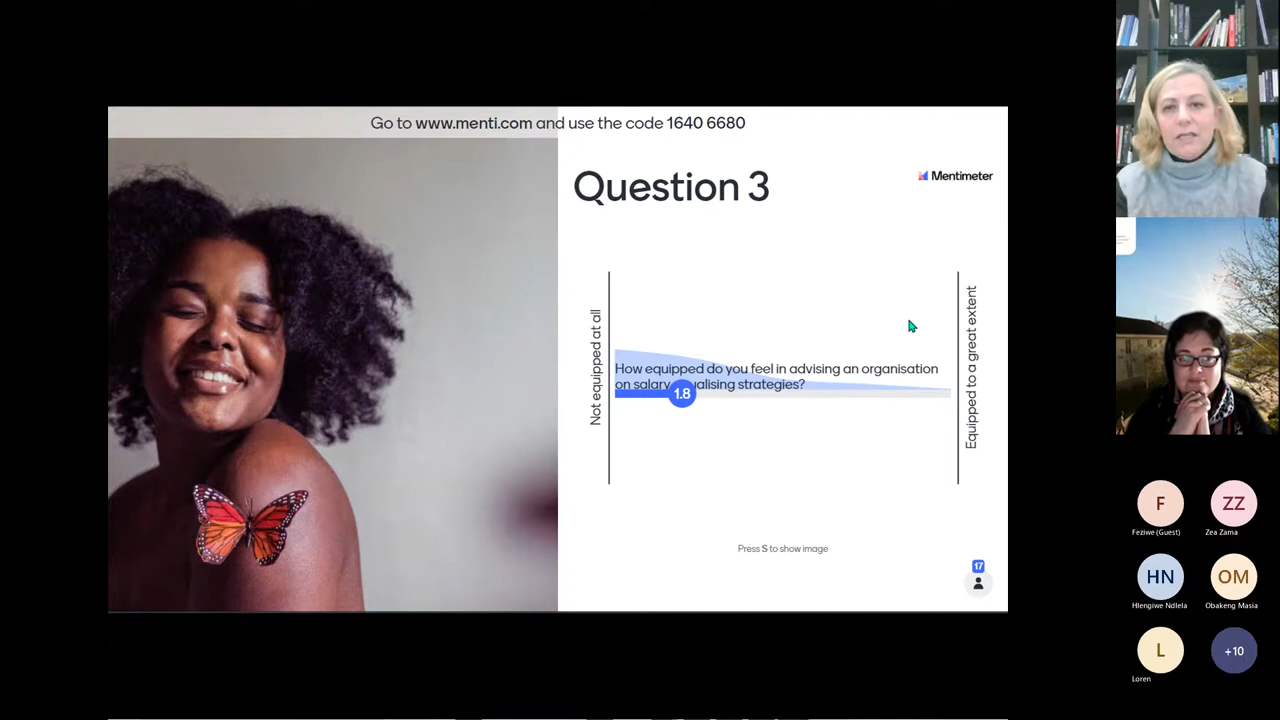 Go to www.menti.com and use the code 1640 6680
Question 3
Mentimeter
Not equipped at all
How equipped do you feel in advising an organisation
on salary alising strategies?
1.8
Equipped to a great extent
Press S to show image
17
F
Feziwe (Guest)
ZZ
Zea Zama
HN
Hlengiwe Ndlela
OM
Obakeng Masia
L
Loren
+10